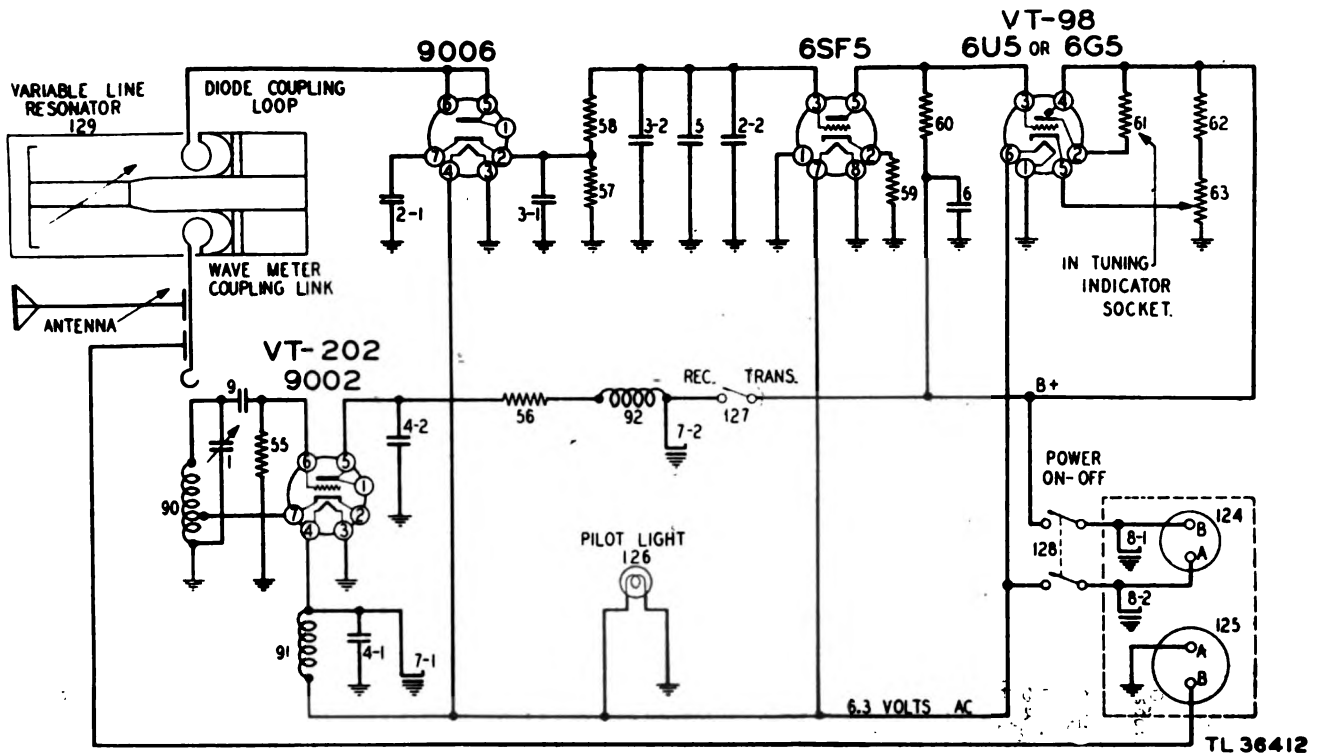 VT-98
9006
6SF5
6U5 OR 6G5
VARIABLE LINE
RESONATOR
129
DIODE COUPLING
LOOP
6 5 1 7 2 4 3
58
3-2
5
2-2
3 5 1 2 7 8
60
3 4 6 2 1 5
61
62
57
59
6
63
2-1
3-1
WAVE METER
COUPLING LINK
IN TUNING
INDICATOR
SOCKET.
ANTENNA
VT-202
9002
REC. TRANS.
B+
9
1
55
4-2
56
92
127
7-2
6 5 1 7 2 4 3
90
POWER
ON-OFF
124
B
8-1
A
128
8-2
PILOT LIGHT
126
125
A
B
91
4-1
7-1
6.3 VOLTS AC
TL 36412